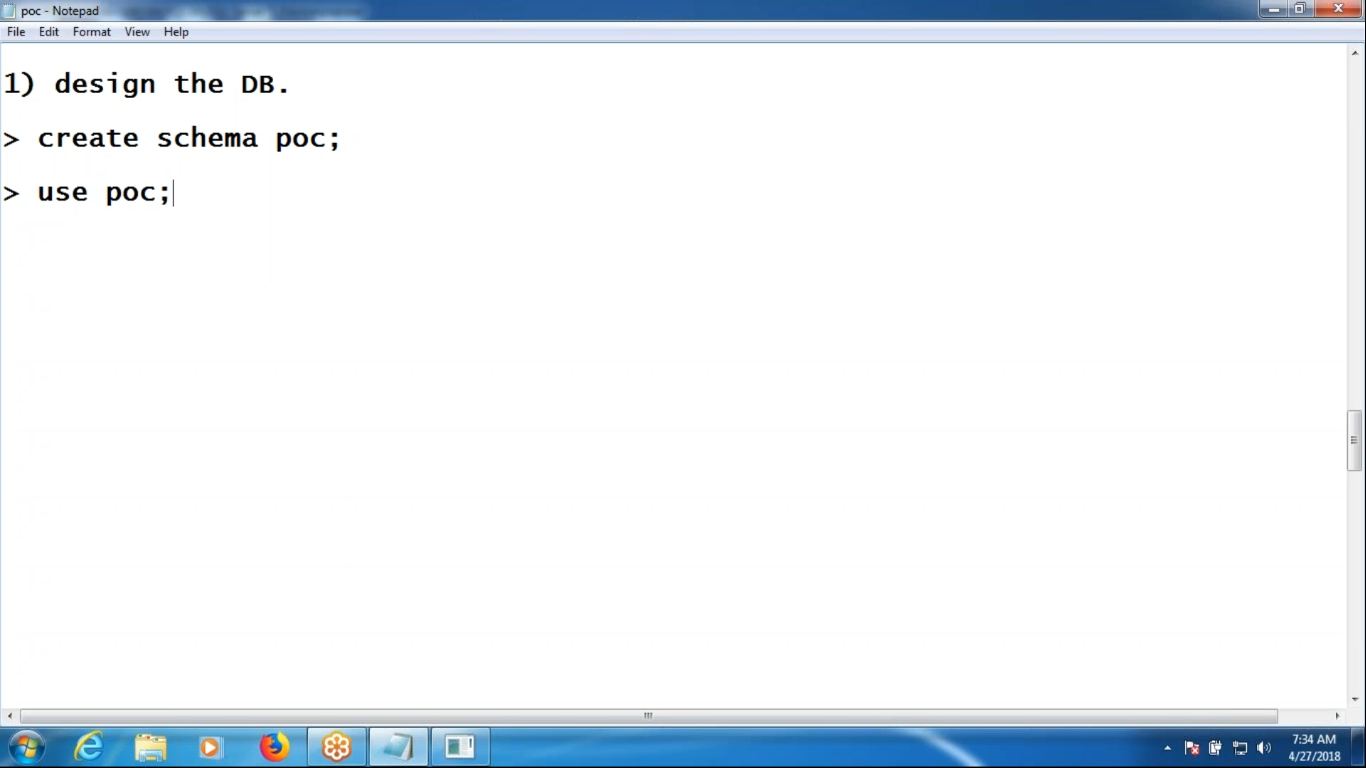 poc - Notepad
File Edit Format View Help
1) design the DB.
> create schema poc;
> use poc;
7:34 AM
4/27/2018